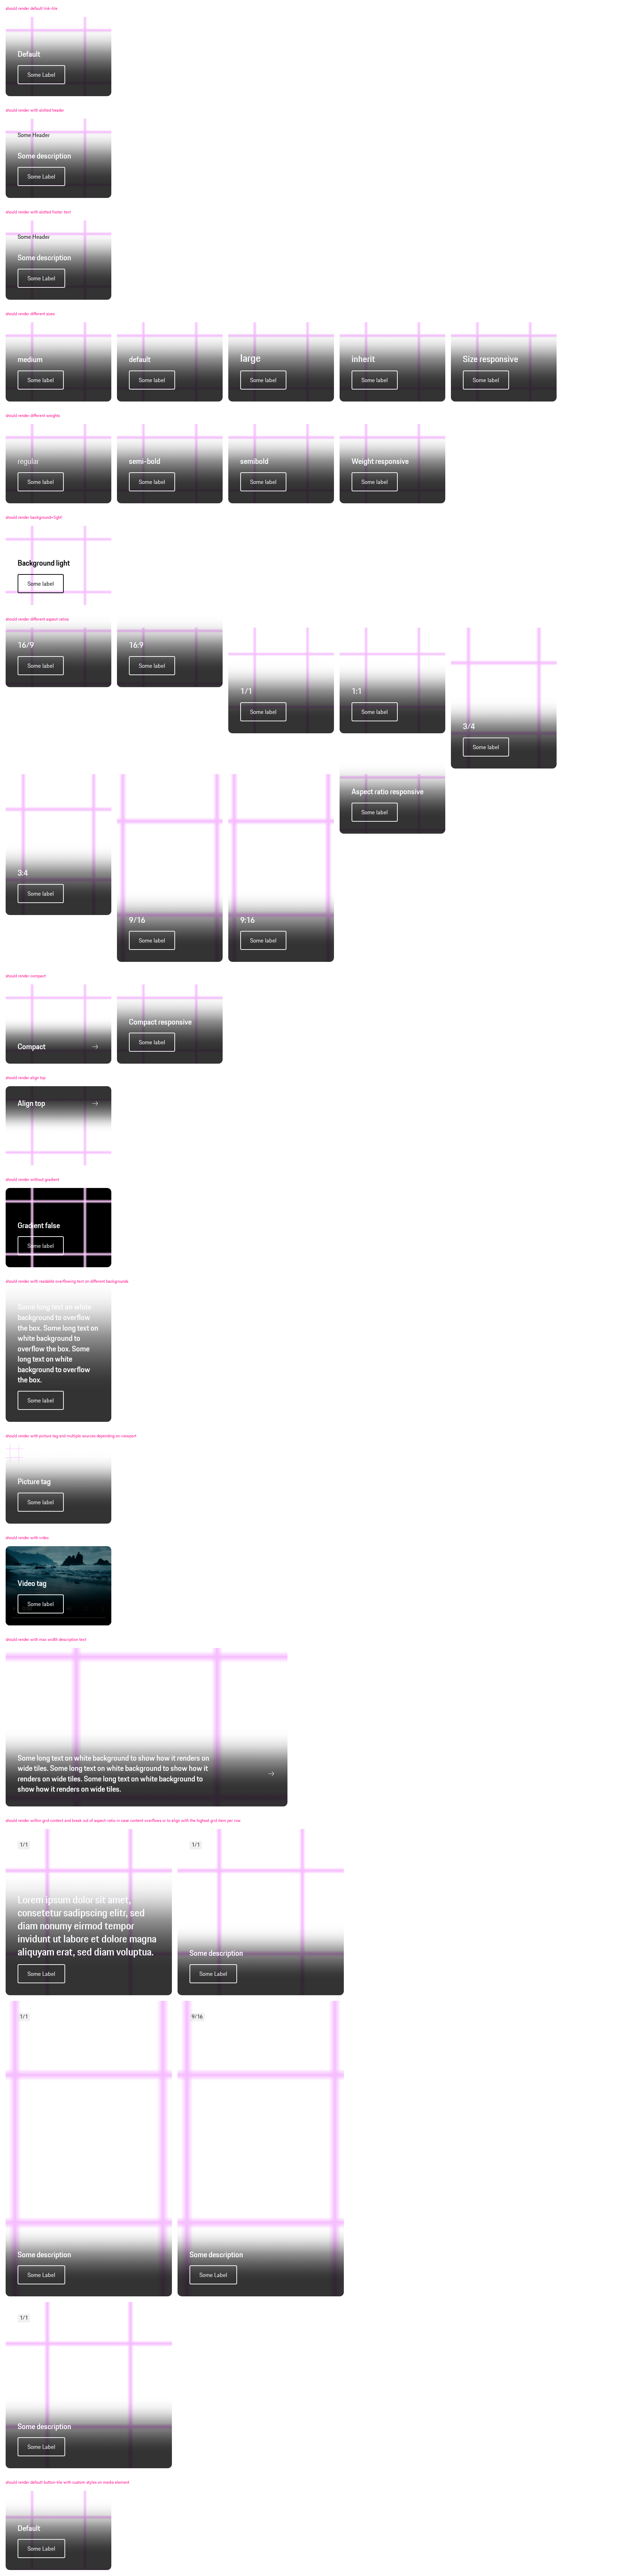 should render default link-tile
Default
Some Label
should render with slotted header
Some Header
Some description
Some Label
should render with slotted footer text
Some Header
Some description
Some Label
should render different sizes
medium
Some label
default
Some label
large
Some label
inherit
Some label
Size responsive
Some label
should render different weights
regular
Some label
semi-bold
Some label
semibold
Some label
Weight responsive
Some label
should render background=light
Background light
Some label
should render different aspect ratios
16/9
Some label
16:9
Some label
1/1
Some label
1:1
Some label
3/4
Some label
3:4
Some label
9/16
Some label
9:16
Some label
Aspect ratio responsive
Some label
should render compact
Compact
Compact responsive
Some label
should render align top
Align top
should render without gradient
Gradient false
Some label
should render with readable overflowing text on different backgrounds
Some long text on white
background to overflow
the box. Some long text on
white background to
overflow the box. Some
long text on white
background to overflow
the box.
Some label
should render with picture tag and multiple sources depending on viewport
Picture tag
Some label
should render with video
Video tag
Some label
should render with max width description text
Some long text on white background to show how it renders on
wide tiles. Some long text on white background to show how it
renders on wide tiles. Some long text on white background to
show how it renders on wide tiles.
should render within grid context and break out of aspect-ratio in case content overflows or to align with the highest grid item per row
1/1
Lorem ipsum dolor sit amet,
consetetur sadipscing elitr, sed
diam nonumy eirmod tempor
invidunt ut labore et dolore magna
aliquyam erat, sed diam voluptua.
Some Label
1/1
Some description
Some Label
1/1
Some description
Some Label
9/16
Some description
Some Label
1/1
Some description
Some Label
should render default button-tile with custom styles on media element
Default
Some Label